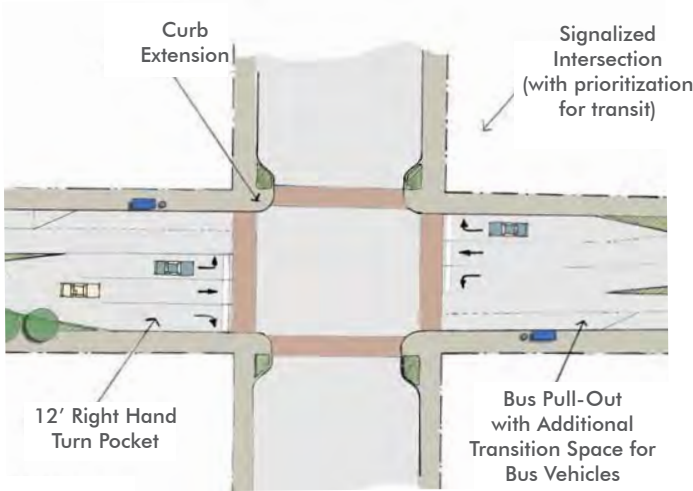 Curb
Extension
Signalized
Intersection
(with prioritization
for transit)
12’ Right Hand
Turn Pocket
Bus Pull-Out
with Additional
Transition Space for
Bus Vehicles